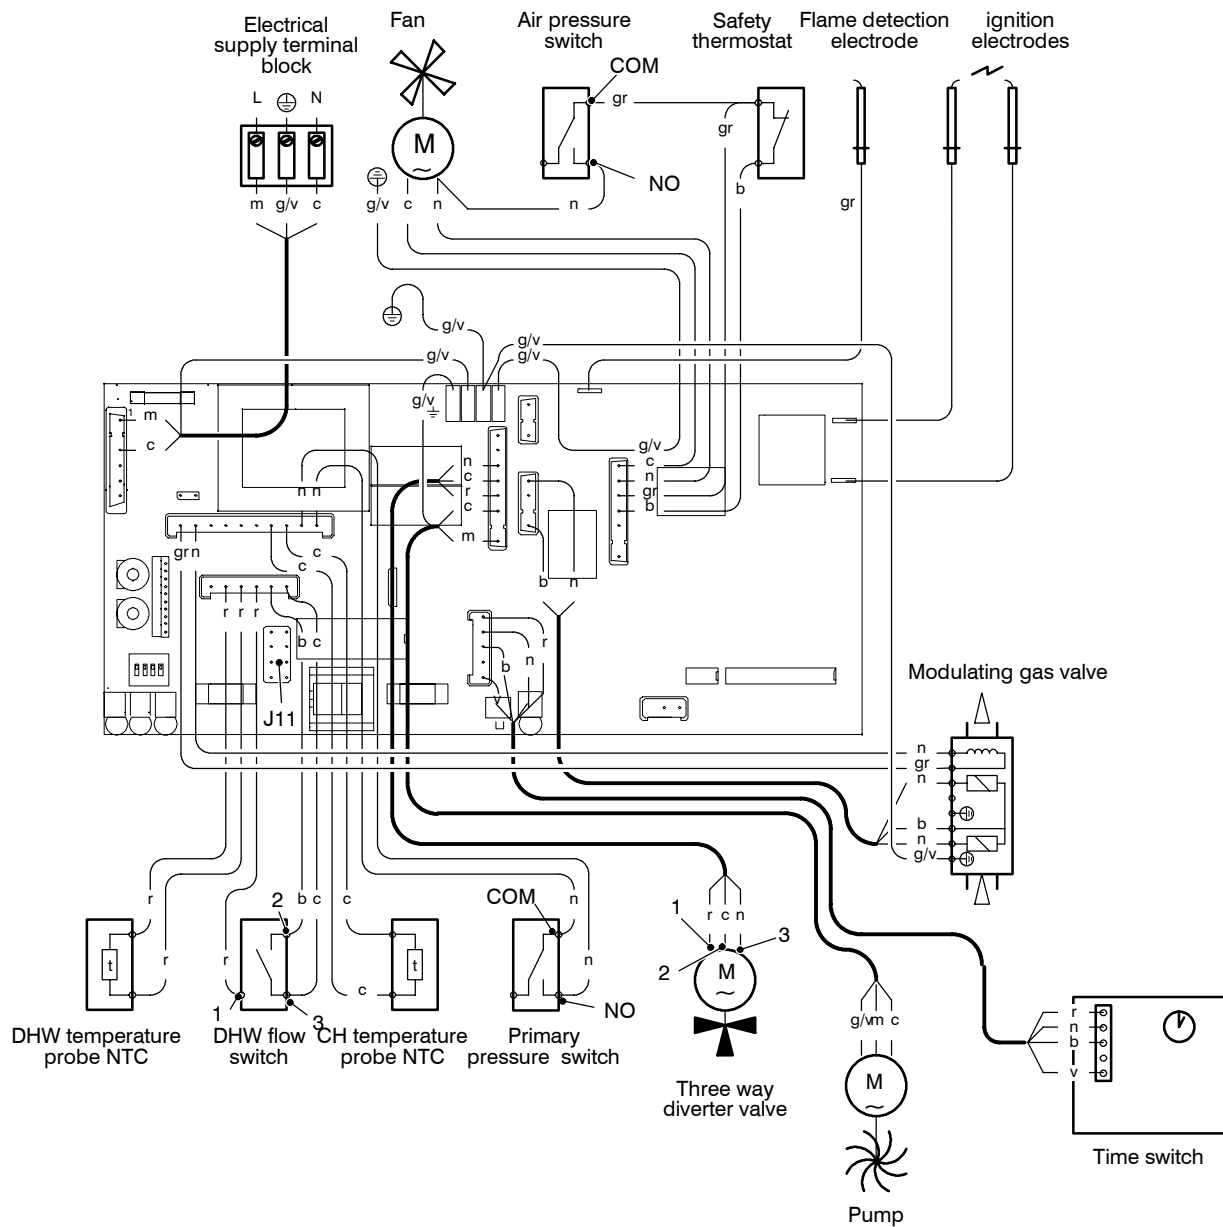 Electrical
supply terminal
block
Fan
Air pressure
switch
Safety
thermostat
Flame detection
electrode
ignition
electrodes
COM
L
N
gr
gr
M
NO
b
m
g/v
c
g/v
c
n
n
gr
g/v
g/v
g/v
g/v
g/v
1
m
c
g/v
n
c
r
c
m
c
n
gr
b
n n
gr n
c
c
b
n
r r r
b c
r
n
b
v
J11
Modulating gas valve
n
gr
n
b
n
g/v
r
r
2
b c
c
r
1
3
c
COM
n
n
NO
r c n
1
2
3
t
t
M
DHW temperature
probe NTC
DHW flow
switch
CH temperature
probe NTC
Primary
pressure switch
g/v m c
M
Three way
diverter valve
r
n
b
v
Time switch
Pump